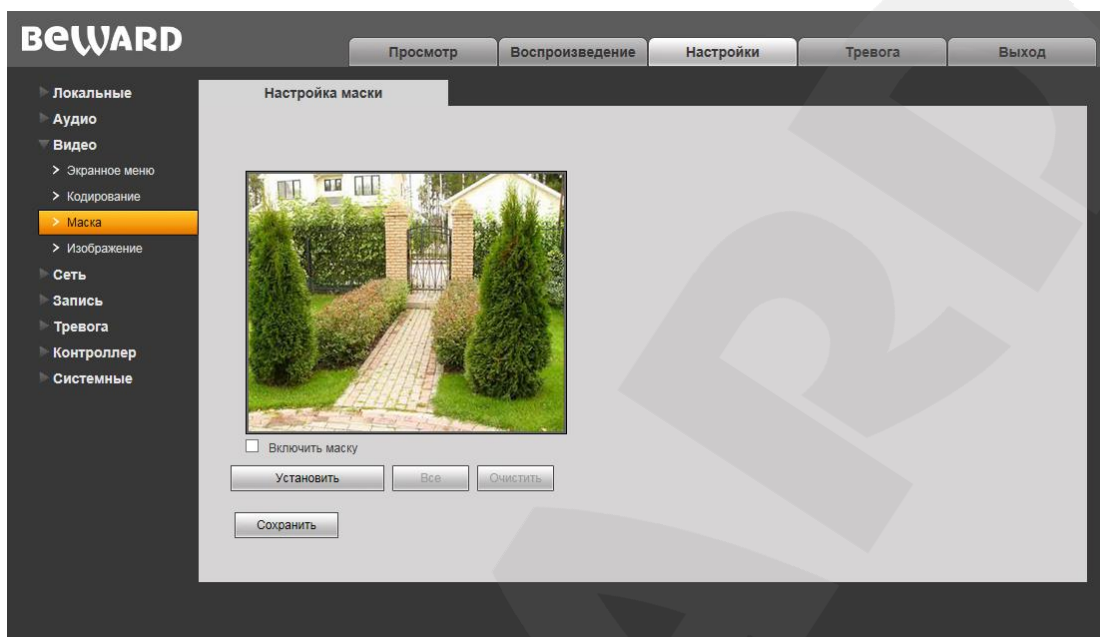 BEWARD
Просмотр
Воспроизведение
Настройки
Тревога
Выход
Локальные
Аудио
Видео
> Экранное меню
> Кодирование
> Маска
> Изображение
Сеть
Запись
Тревога
Контроллер
Системные
Настройка маски
Включить маску
Установить
Все
Очистить
Сохранить